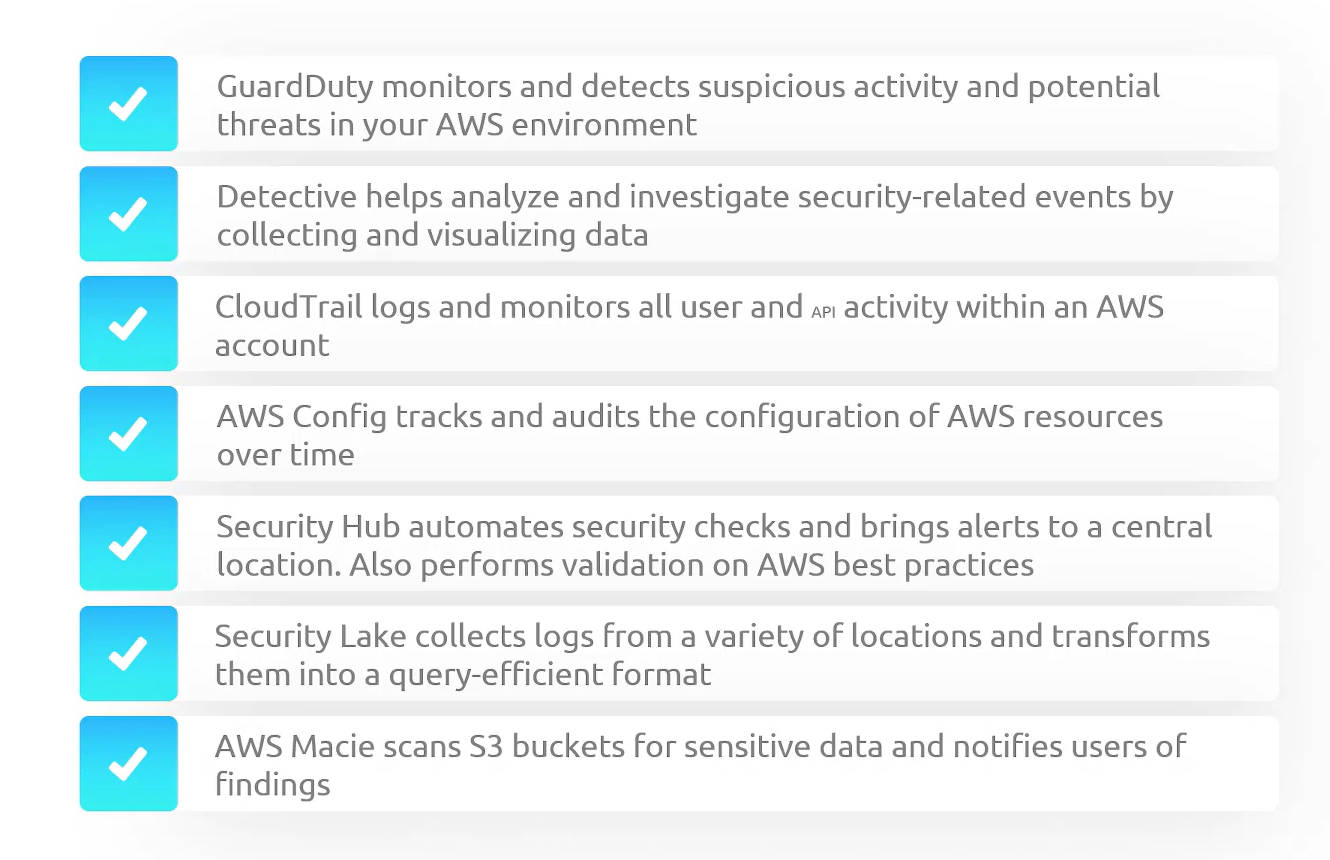 GuardDuty monitors and detects suspicious activity and potential
threats in your AWS environment
Detective helps analyze and investigate security-related events by
collecting and visualizing data
CloudTrail logs and monitors all user and API activity within an AWS
account
AWS Config tracks and audits the configuration of AWS resources
over time
Security Hub automates security checks and brings alerts to a central
location. Also performs validation on AWS best practices
Security Lake collects logs from a variety of locations and transforms
them into a query-efficient format
AWS Macie scans S3 buckets for sensitive data and notifies users of
findings